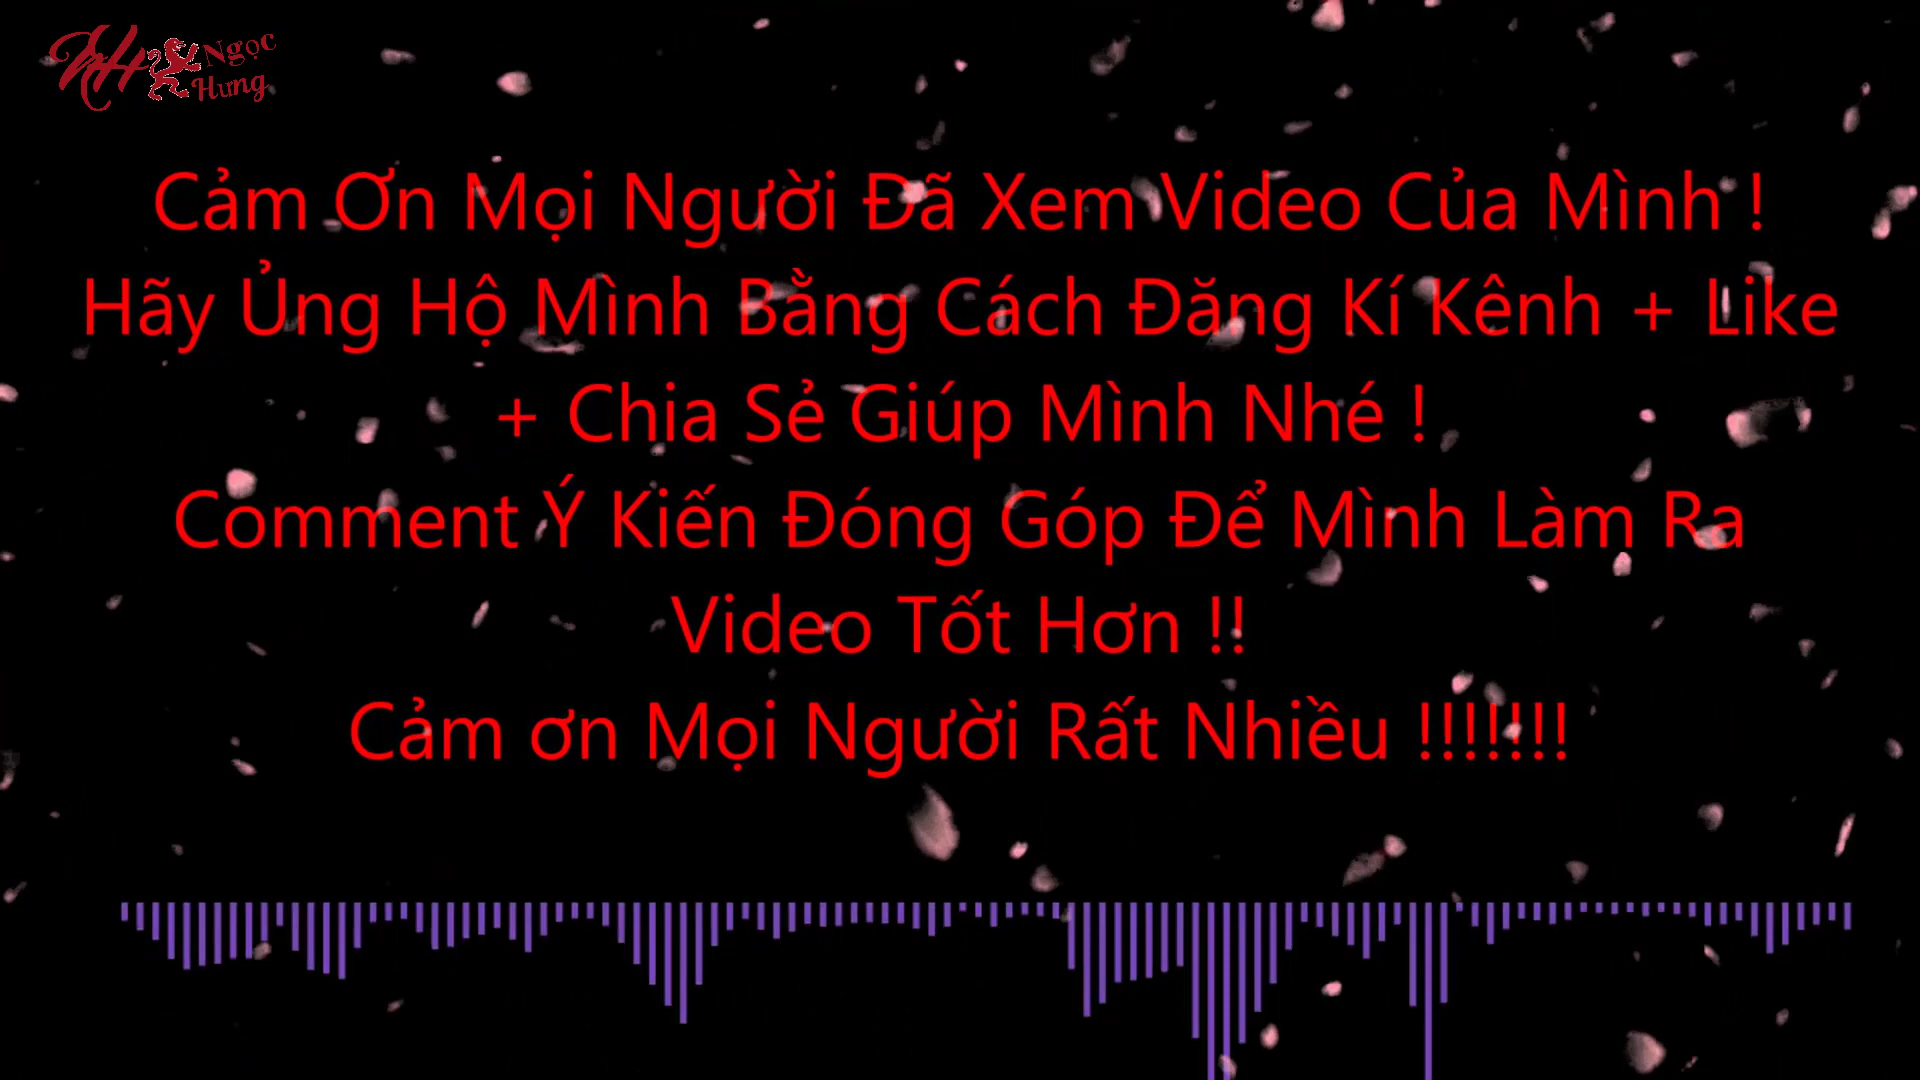 NH Ngọc
Hưng
Cảm Ơn Mọi Người Đã Xem Video Của Mình !
Hãy Ủng Hộ Mình Bằng Cách Đăng Kí Kênh + Like
+ Chia Sẻ Giúp Mình Nhé !
Comment Ý Kiến Đóng Góp Để Mình Làm Ra
Video Tốt Hơn !!
Cảm ơn Mọi Người Rất Nhiều !!!!!!!